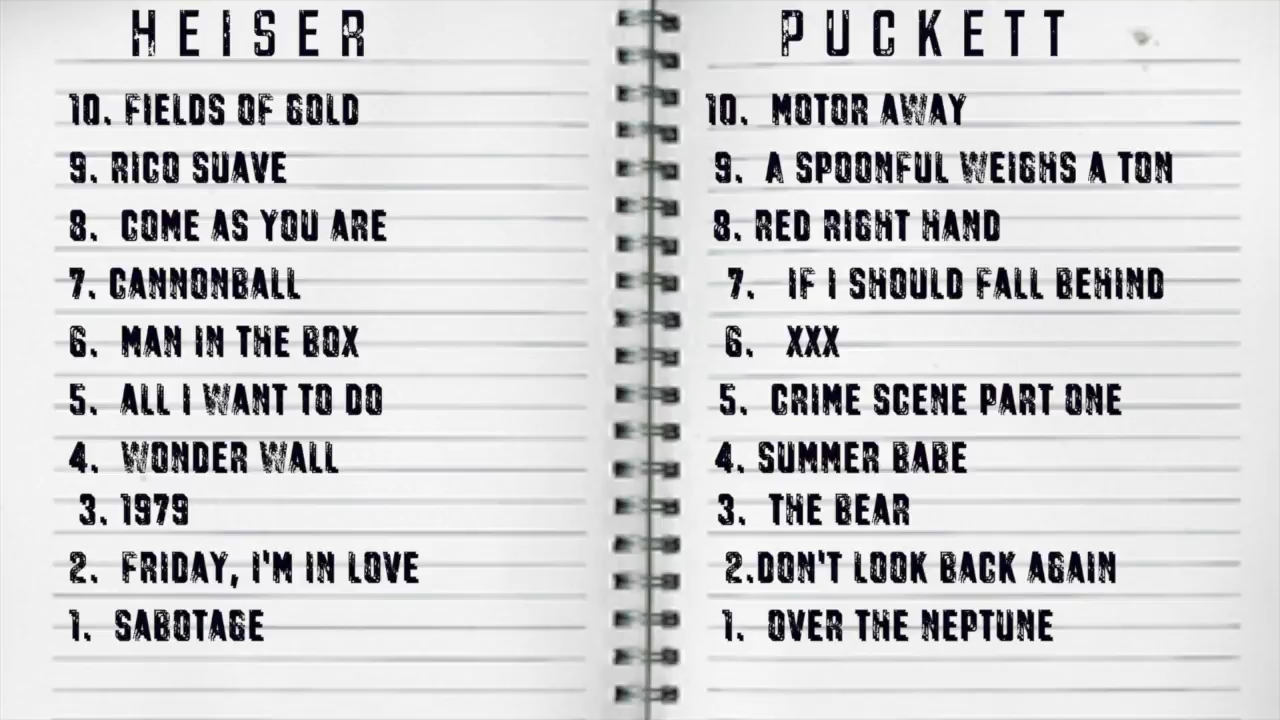 HEISER
10. FIELDS OF GOLD
9. RICO SUAVE
8. COME AS YOU ARE
7. CANNONBALL
6. MAN IN THE BOX
5. ALL I WANT TO DO
4. WONDER WALL
3. 1979
2. FRIDAY, I'M IN LOVE
1. SABOTAGE
PUCKETT
10. MOTOR AWAY
9. A SPOONFUL WEIGHS A TON
8. RED RIGHT HAND
7. IF I SHOULD FALL BEHIND
6. XXX
5. CRIME SCENE PART ONE
4. SUMMER BABE
3. THE BEAR
2.DON'T LOOK BACK AGAIN
1. OVER THE NEPTUNE